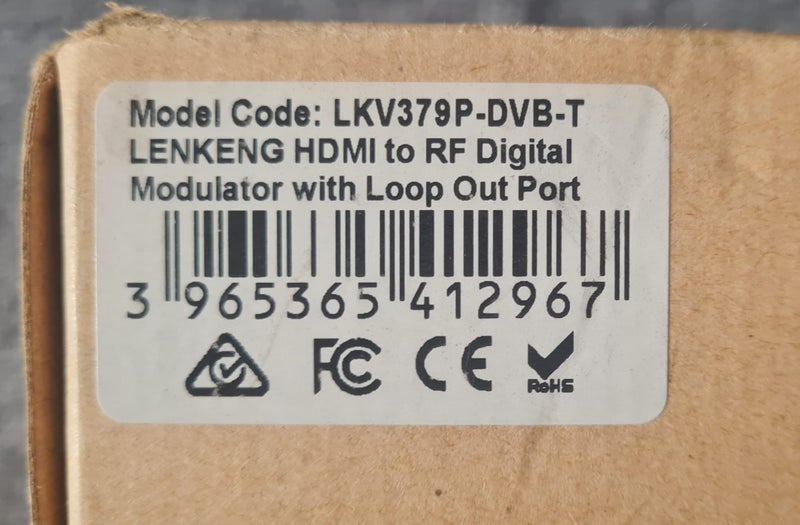 Model Code: LKV379P-DVB-T
LENKENG HDMI to RF Digital
Modulator with Loop Out Port
3 965365 412967
FC CE RoHS